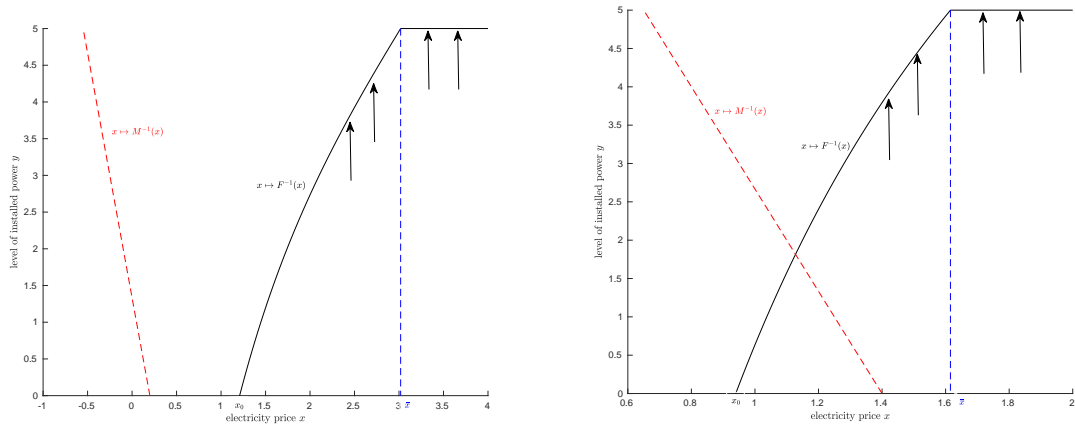 5
4.5
4
3.5
3
2.5
2
1.5
1
0.5
0
level of installed power y
x ↦ M⁻¹(x)
x ↦ F⁻¹(x)
-1 -0.5 0 0.5 1 x₀ 1.5 2 2.5 3 x̄ 3.5 4
electricity price x
5
4.5
4
3.5
3
2.5
2
1.5
1
0.5
0
level of installed power y
x ↦ M⁻¹(x)
x ↦ F⁻¹(x)
0.6 0.8 x₀ 1 1.2 1.4 1.6 x̄ 1.8 2
electricity price x